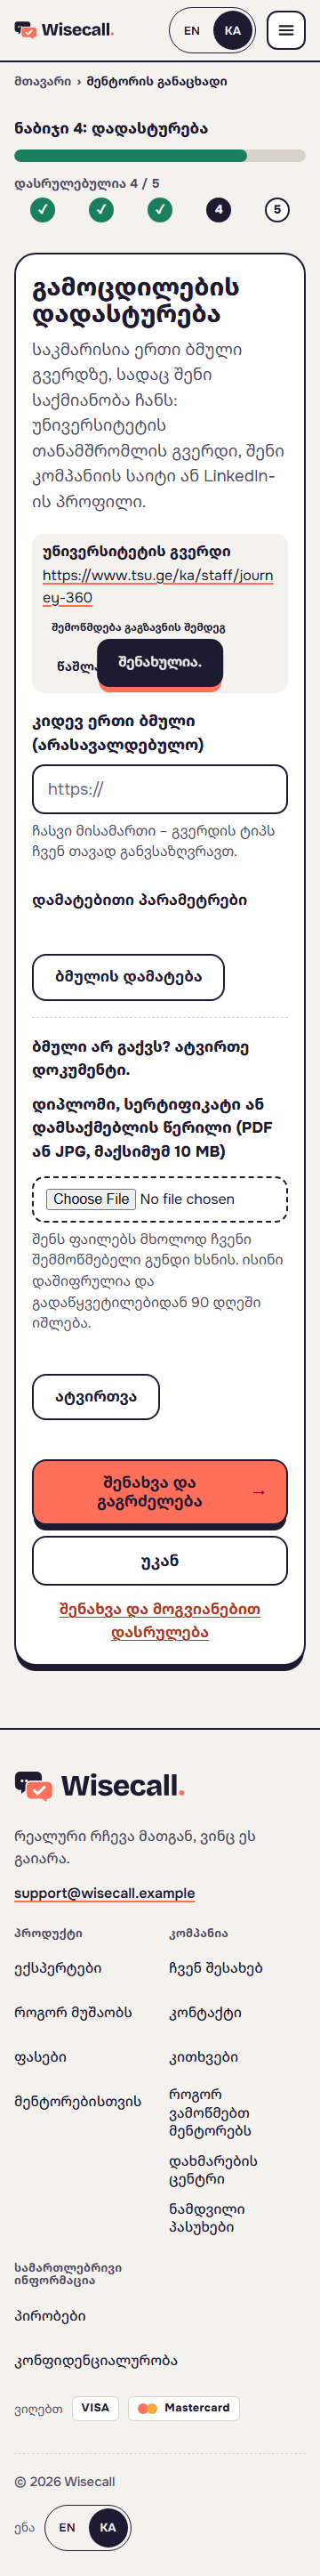 Wisecall.
EN KA
მთავარი › მენტორის განაცხადი
ნაბიჯი 4: დადასტურება
დასრულებულია 4 / 5
4 5
გამოცდილების
დადასტურება
საკმარისია ერთი ბმული
გვერდზე, სადაც შენი
საქმიანობა ჩანს:
უნივერსიტეტის
თანამშრომლის გვერდი, შენი
კომპანიის საიტი ან LinkedIn-
ის პროფილი.
უნივერსიტეტის გვერდი
https://www.tsu.ge/ka/staff/journ
ey-360
შემოწმდება გაგზავნის შემდეგ
შენახულია.
კიდევ ერთი ბმული
(არასავალდებულო)
https://
ჩასვი მისამართი – გვერდის ტიპს
ჩვენ თავად განვსაზღვრავთ.
დამატებითი პარამეტრები
ბმულის დამატება
ბმული არ გაქვს? ატვირთე
დოკუმენტი.
დიპლომი, სერტიფიკატი ან
დამსაქმებლის წერილი (PDF
ან JPG, მაქსიმუმ 10 MB)
Choose File No file chosen
შენს ფაილებს მხოლოდ ჩვენი
შემმოწმებელი გუნდი ხსნის. ისინი
დაშიფრულია და
გადაწყვეტილებიდან 90 დღეში
იშლება.
ატვირთვა
შენახვა და
გაგრძელება →
უკან
შენახვა და მოგვიანებით
დასრულება
Wisecall.
რეალური რჩევა მათგან, ვინც ეს
გაიარა.
support@wisecall.example
პროდუქტი
ექსპერტები
როგორ მუშაობს
ფასები
მენტორებისთვის
კომპანია
ჩვენ შესახებ
კონტაქტი
კითხვები
როგორ
ვამოწმებთ
მენტორებს
დახმარების
ცენტრი
ნამდვილი
პასუხები
სამართლებრივი
ინფორმაცია
პირობები
კონფიდენციალურობა
ვიღებთ VISA Mastercard
© 2026 Wisecall
ენა EN KA